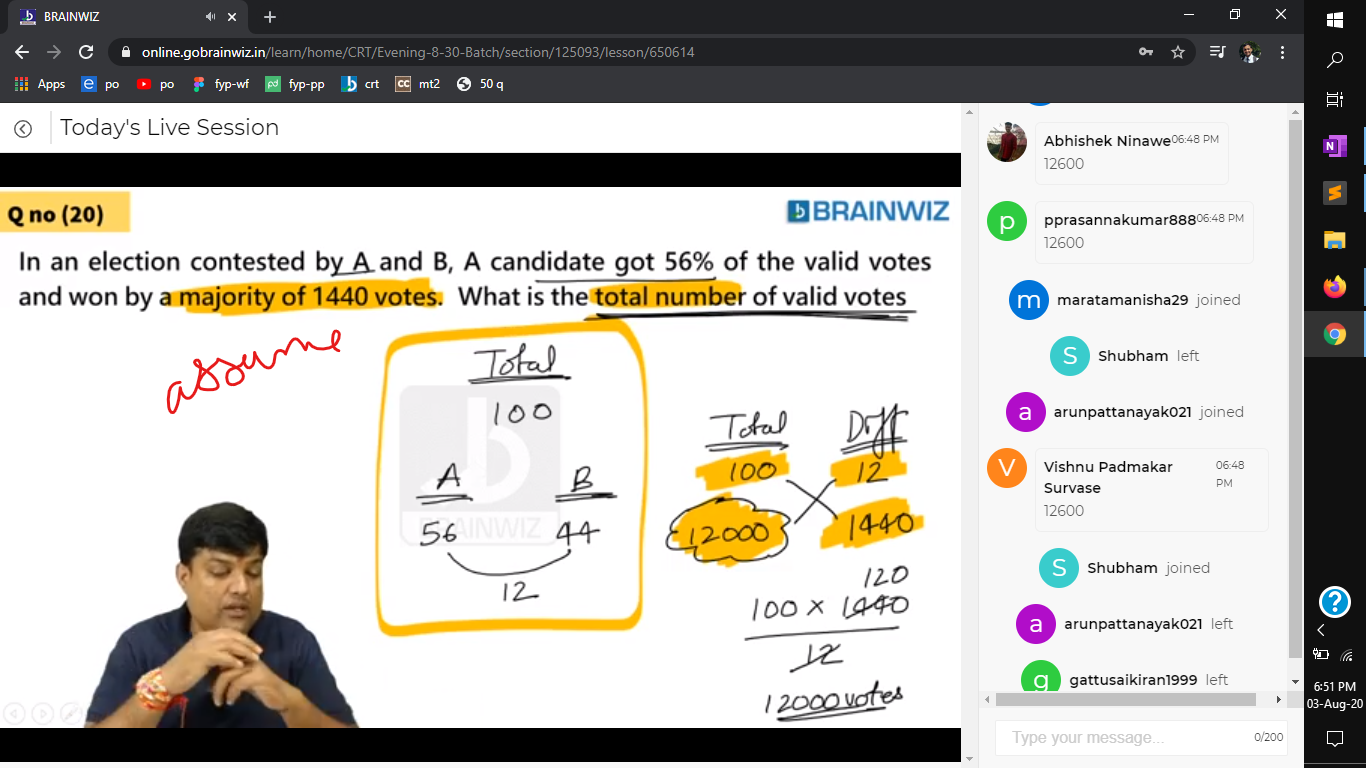 BRAINWIZ
online.gobrainwiz.in/learn/home/CRT/Evening-8-30-Batch/section/125093/lesson/650614
Apps po po fyp-wf fyp-pp crt mt2 50 q
Today's Live Session
Q no (20)
BRAINWIZ
In an election contested by A and B, A candidate got 56% of the valid votes
and won by a majority of 1440 votes. What is the total number of valid votes
assume
Total
100
A B
56 44
12
BRAINWIZ
Total Diff
100 12
12000 1440
120
100 × 1440
12
12000 votes
Abhishek Ninawe 06:48 PM
12600
pprasannakumar888 06:48 PM
12600
maratamanisha29 joined
Shubham left
arunpattanayak021 joined
Vishnu Padmakar Survase 06:48 PM
12600
Shubham joined
arunpattanayak021 left
gattusaikiran1999 left
Type your message... 0/200
6:51 PM
03-Aug-20